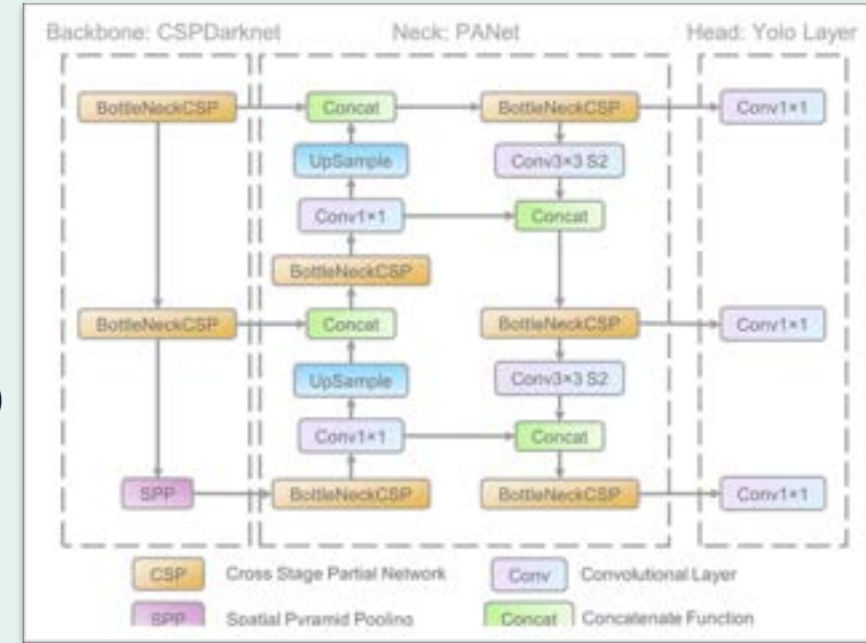 Backbone: CSPDarknet Neck: PANet Head: Yolo Layer
BottleNeckCSP Concat BottleNeckCSP Conv1×1
UpSample Conv3×3 S2
Conv1×1 Concat
BottleNeckCSP
BottleNeckCSP Concat BottleNeckCSP Conv1×1
UpSample Conv3×3 S2
Conv1×1 Concat
SPP BottleNeckCSP BottleNeckCSP Conv1×1
CSP Cross Stage Partial Network Conv Convolutional Layer
SPP Spatial Pyramid Pooling Concat Concatenate Function
)